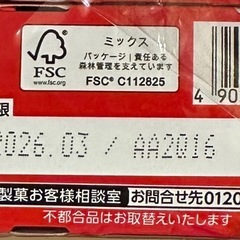 ミックス
パッケージ | 責任ある
森林管理を支えています
FSC
www.fsc.org
FSC® C112825
490
限
2026.03 / AA2016
製菓お客様相談室
お問合せ先0120
不都合品はお取替えいたします